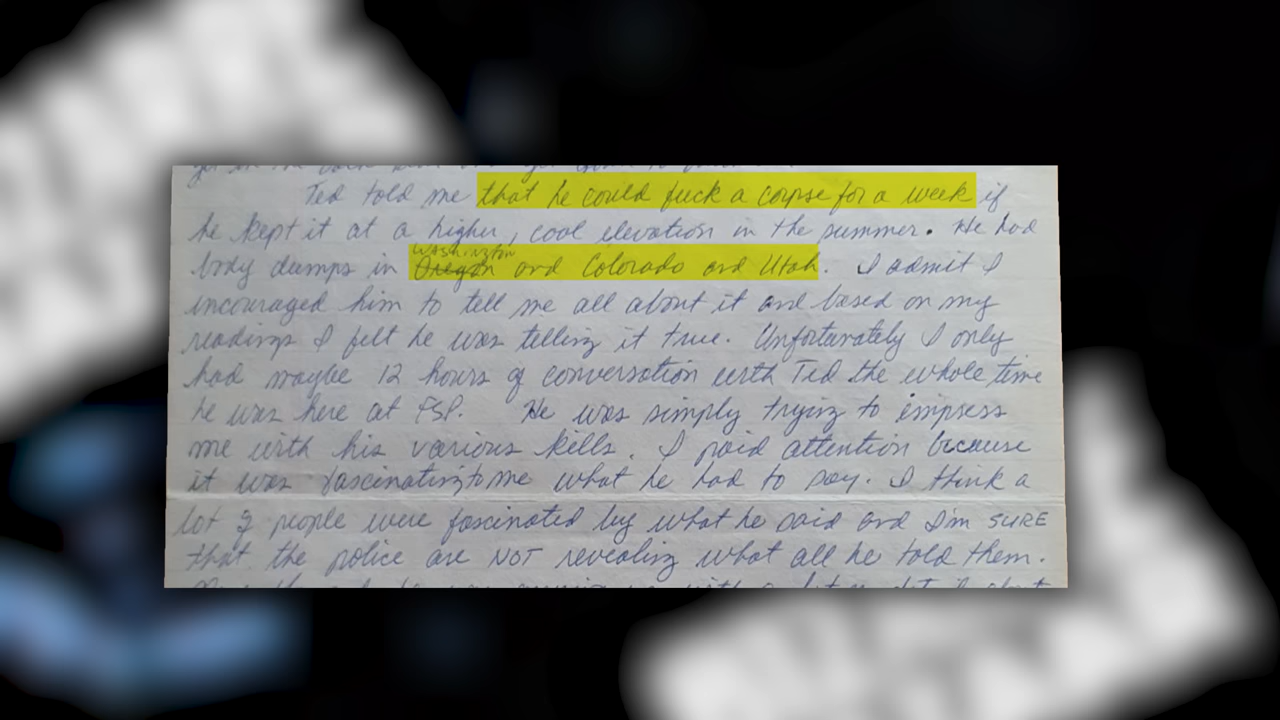 Ted told me that he could fuck a corpse for a week if
he kept it at a higher, cool elevation in the summer. He had
WASHINGTON
body dumps in Oregon and Colorado and Utah. I admit I
incouraged him to tell me all about it and based on my
readings I felt he was telling it true. Unfortunately I only
had maybe 12 hours of conversation with Ted the whole time
he was here at FSP. He was simply trying to impress
me with his various kills. I paid attention because
it was fascinating to me what he had to say. I think a
lot of people were fascinated by what he said and I'm SURE
that the police are NOT revealing what all he told them.